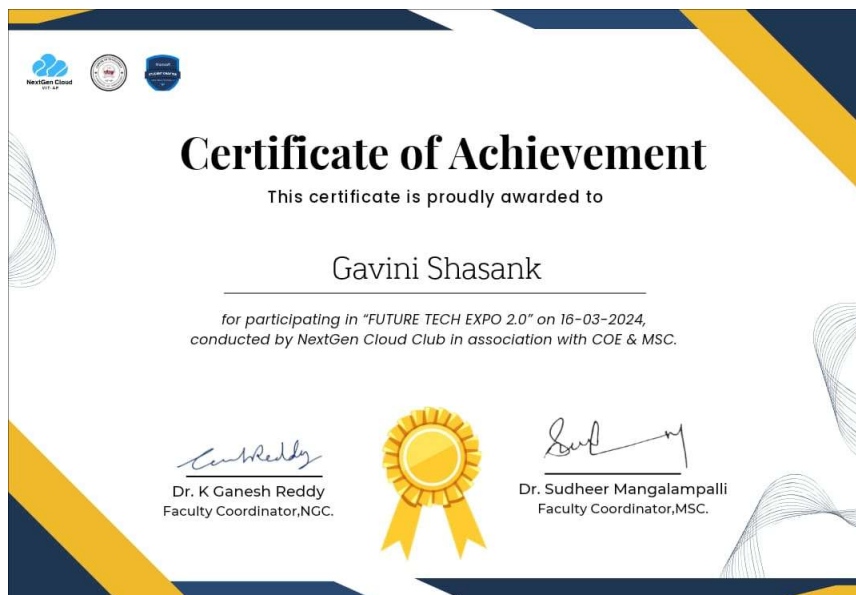 NextGen Cloud
VIT-AP
Certificate of Achievement
This certificate is proudly awarded to
Gavini Shasank
for participating in “FUTURE TECH EXPO 2.0” on 16-03-2024,
conducted by NextGen Cloud Club in association with COE & MSC.
Dr. K Ganesh Reddy
Faculty Coordinator,NGC.
Dr. Sudheer Mangalampalli
Faculty Coordinator,MSC.